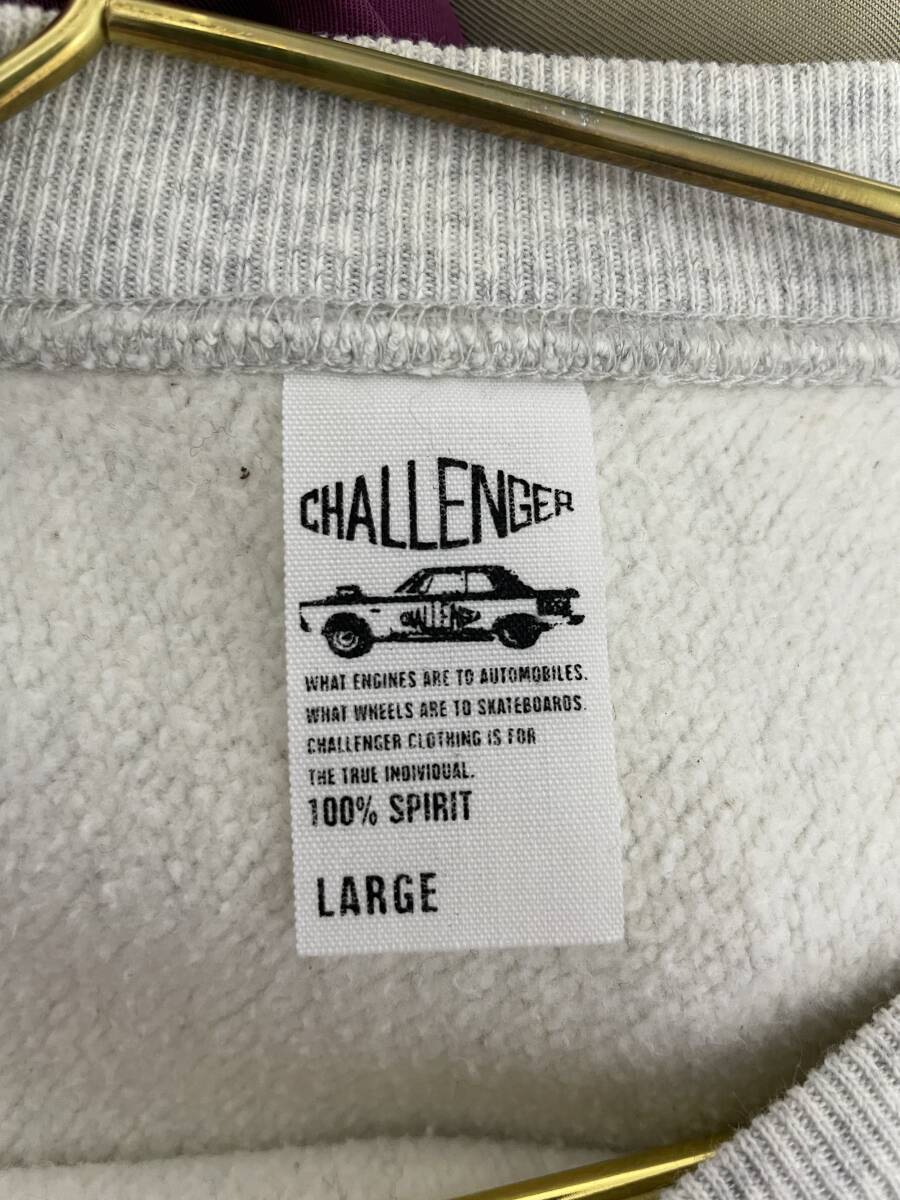 CHALLENGER
CHALLENGER
WHAT ENGINES ARE TO AUTOMOBILES.
WHAT WHEELS ARE TO SKATEBOARDS.
CHALLENGER CLOTHING IS FOR
THE TRUE INDIVIDUAL.
100% SPIRIT
LARGE